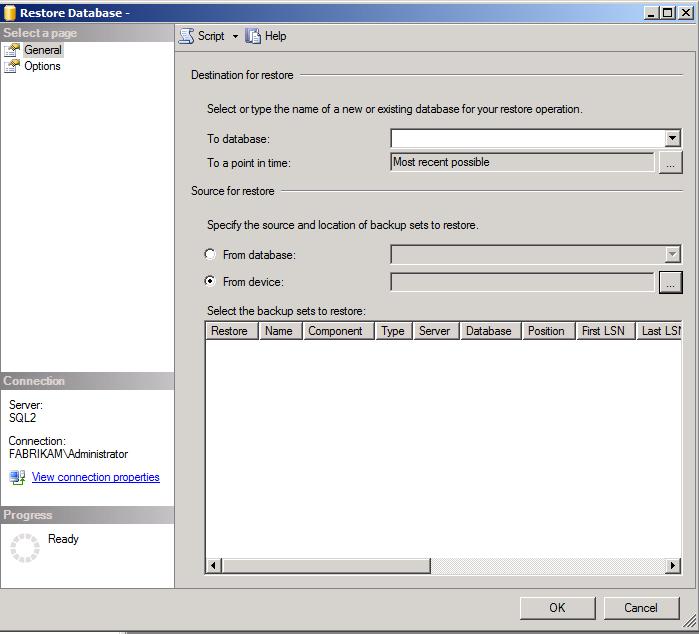 Restore Database -
Select a page
General
Options
Script
Help
Destination for restore
Select or type the name of a new or existing database for your restore operation.
To database:
To a point in time:
Most recent possible
...
Source for restore
Specify the source and location of backup sets to restore.
From database:
From device:
...
Select the backup sets to restore:
Restore Name Component Type Server Database Position First LSN Last LSN
Connection
Server:
SQL2
Connection:
FABRIKAM\Administrator
View connection properties
Progress
Ready
OK Cancel